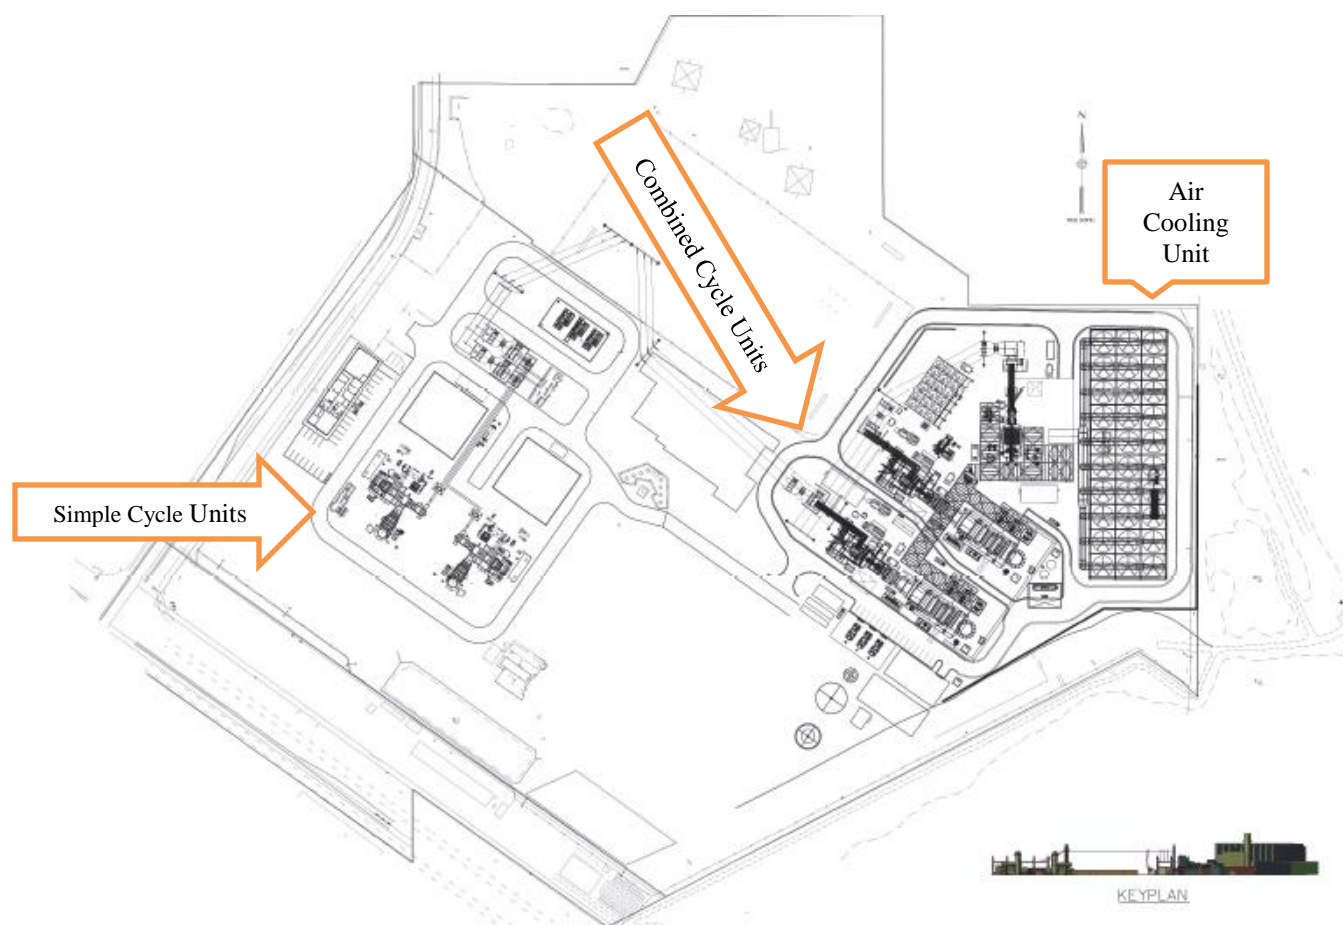 Combined Cycle Units
N
Air
Cooling
Unit
Simple Cycle Units
KEYPLAN